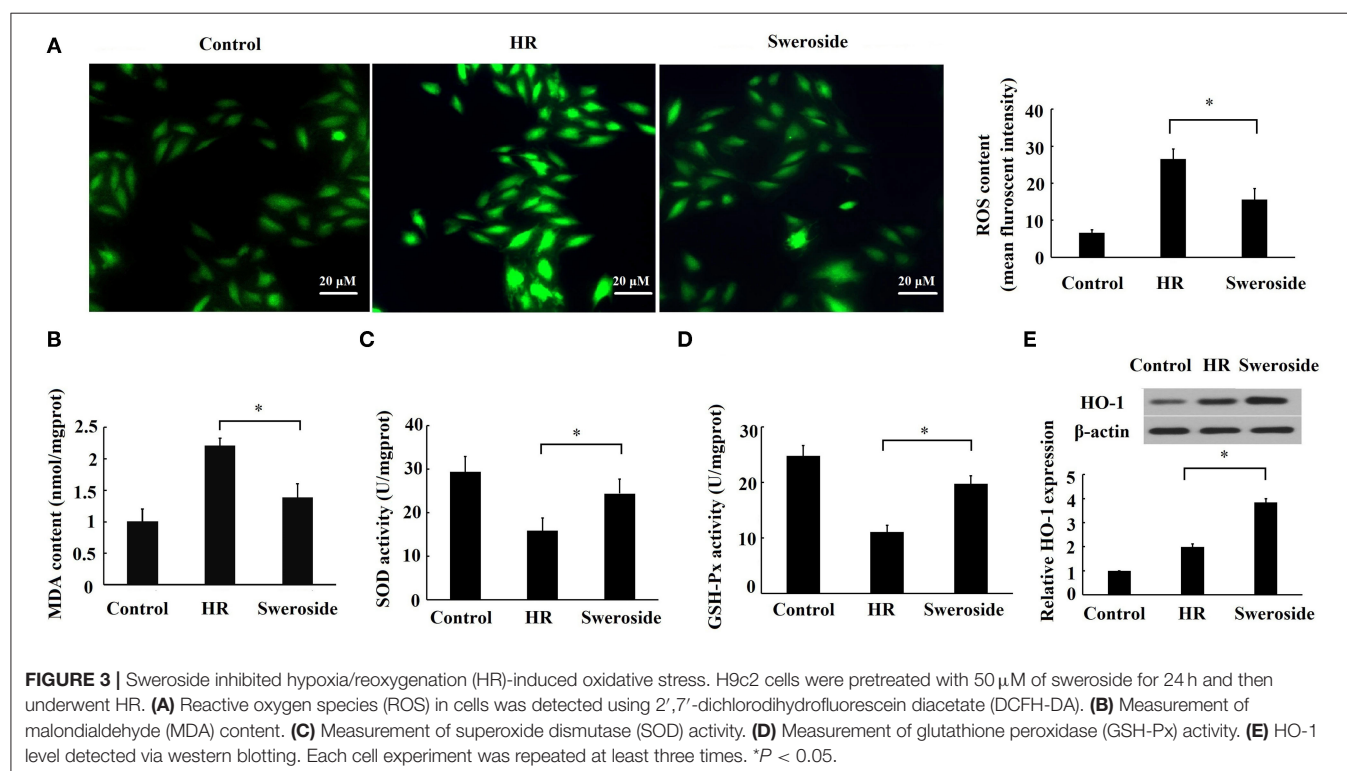 A
Control
HR
Sweroside
20 μM
20 μM
20 μM
ROS content
(mean fluroscent intensity)
40
30
20
10
0
*
Control HR Sweroside
B
MDA content (nmol/mgprot)
2.5
2
1.5
1
0.5
0
*
Control HR Sweroside
C
SOD activity (U/mgprot)
40
30
20
10
0
*
Control HR Sweroside
D
GSH-Px activity (U/mgprot)
30
20
10
0
*
Control HR Sweroside
E
Control HR Sweroside
HO-1
β-actin
Relative HO-1 expression
5
4
3
2
1
0
*
Control HR Sweroside
FIGURE 3 | Sweroside inhibited hypoxia/reoxygenation (HR)-induced oxidative stress. H9c2 cells were pretreated with 50 μM of sweroside for 24 h and then
underwent HR. (A) Reactive oxygen species (ROS) in cells was detected using 2′,7′-dichlorodihydrofluorescein diacetate (DCFH-DA). (B) Measurement of
malondialdehyde (MDA) content. (C) Measurement of superoxide dismutase (SOD) activity. (D) Measurement of glutathione peroxidase (GSH-Px) activity. (E) HO-1
level detected via western blotting. Each cell experiment was repeated at least three times. *P < 0.05.